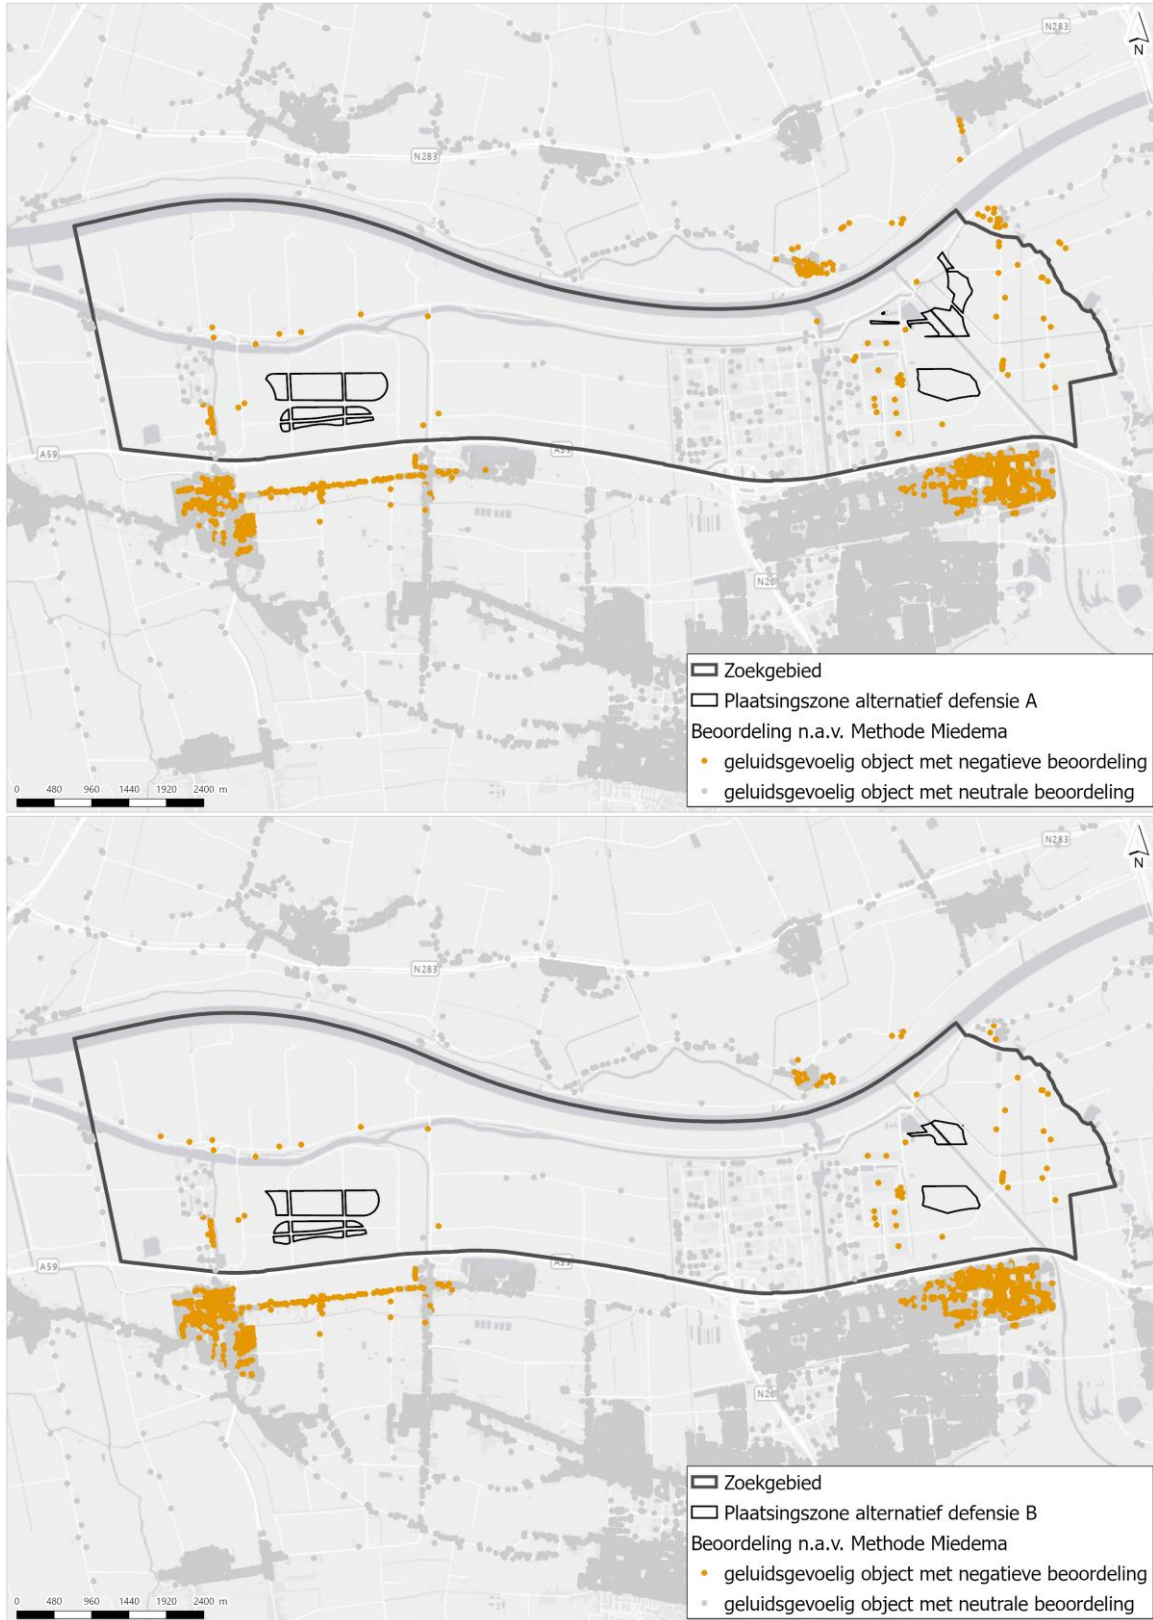 N283
N
N283
A59
A59
N26
Zoekgebied
Plaatsingszone alternatief defensie A
Beoordeling n.a.v. Methode Miedema
geluidsgevoelig object met negatieve beoordeling
geluidsgevoelig object met neutrale beoordeling
0 480 960 1440 1920 2400 m
N283
N
N283
A59
A59
N26
Zoekgebied
Plaatsingszone alternatief defensie B
Beoordeling n.a.v. Methode Miedema
geluidsgevoelig object met negatieve beoordeling
geluidsgevoelig object met neutrale beoordeling
0 480 960 1440 1920 2400 m